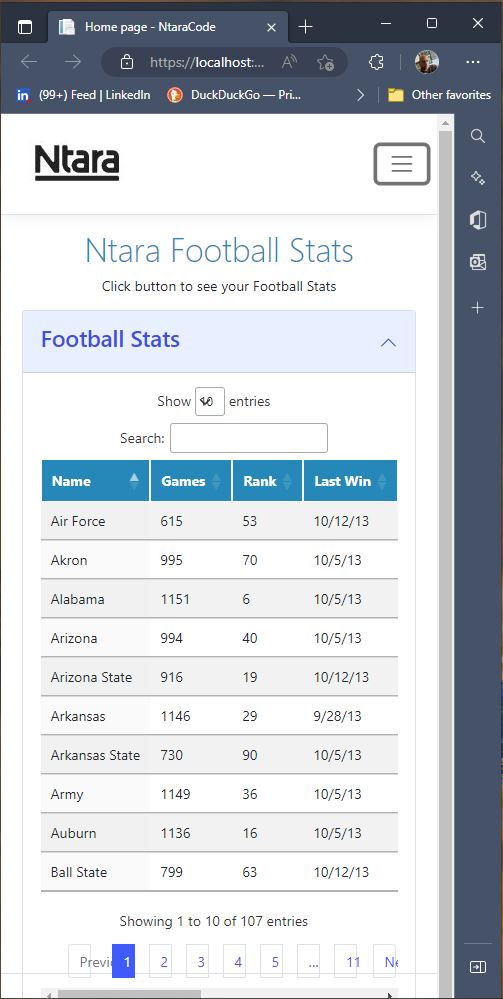 Home page - NtaraCode
https://localhost:...
(99+) Feed | LinkedIn DuckDuckGo — Pri... Other favorites
Ntara
Ntara Football Stats
Click button to see your Football Stats
Football Stats
Show 10 entries
Search:
Name Games Rank Last Win
Air Force 615 53 10/12/13
Akron 995 70 10/5/13
Alabama 1151 6 10/5/13
Arizona 994 40 10/5/13
Arizona State 916 19 10/12/13
Arkansas 1146 29 9/28/13
Arkansas State 730 90 10/5/13
Army 1149 36 10/5/13
Auburn 1136 16 10/5/13
Ball State 799 63 10/12/13
Showing 1 to 10 of 107 entries
Previ 1 2 3 4 5 ... 11 Ne